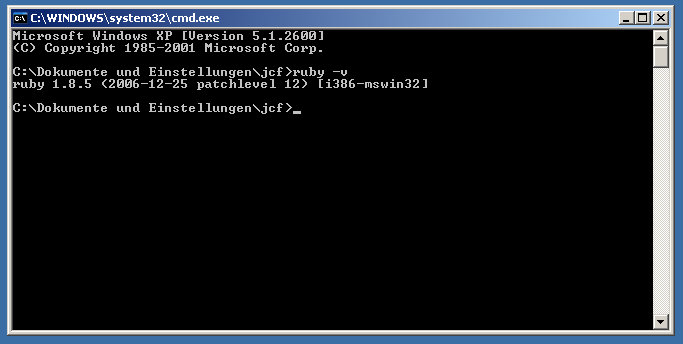 C:\WINDOWS\system32\cmd.exe
Microsoft Windows XP [Version 5.1.2600]
(C) Copyright 1985-2001 Microsoft Corp.
C:\Dokumente und Einstellungen\jcf>ruby -v
ruby 1.8.5 (2006-12-25 patchlevel 12) [i386-mswin32]
C:\Dokumente und Einstellungen\jcf>_